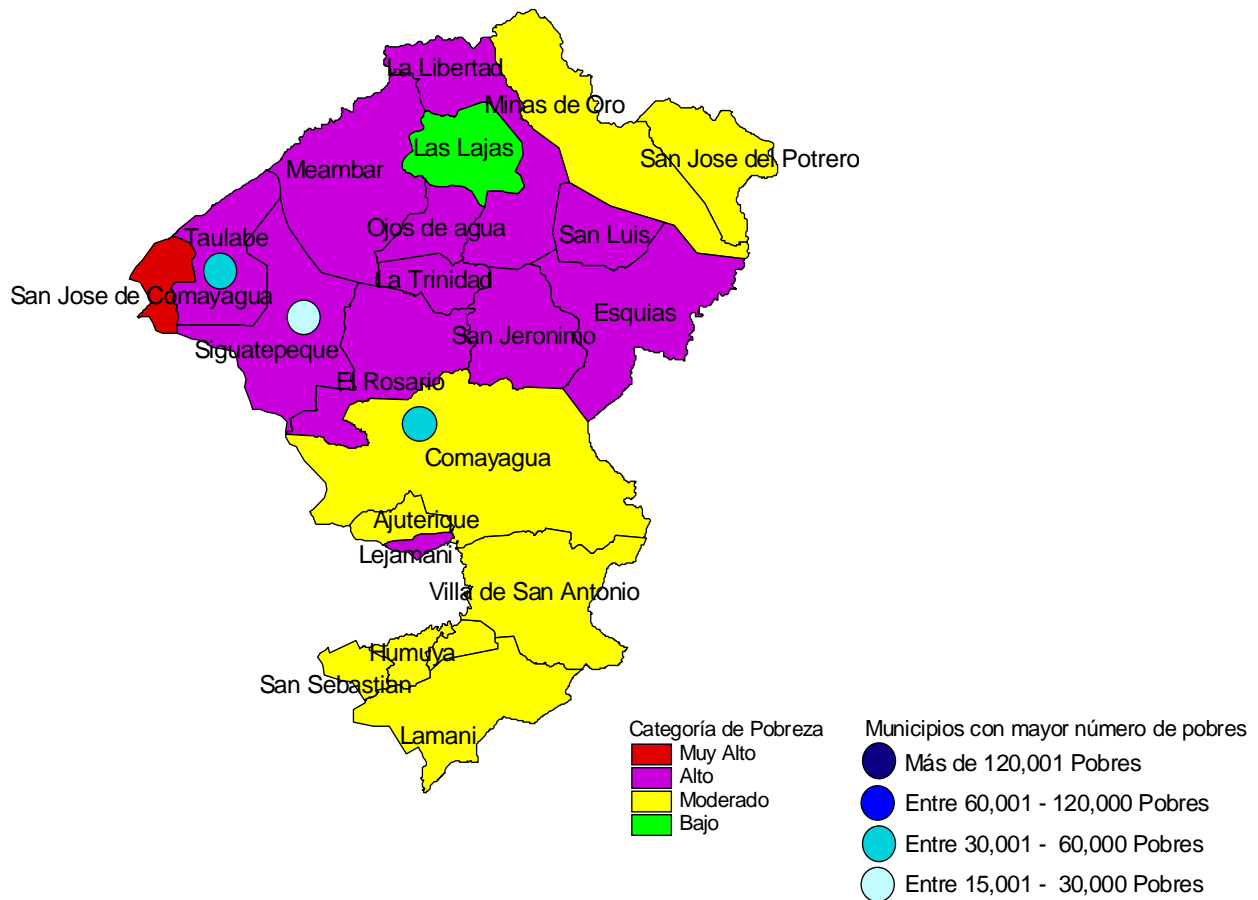 La Libertad
Minas de Oro
Las Lajas
San Jose del Potrero
Meambar
Ojos de agua
San Luis
Taulabe
La Trinidad
San Jose de Comayagua
Esquias
San Jeronimo
Siguatepeque
El Rosario
Comayagua
Ajuterique
Lejamani
Villa de San Antonio
Humuya
San Sebastian
Lamani
Categoría de Pobreza
Muy Alto
Alto
Moderado
Bajo
Municipios con mayor número de pobres
Más de 120,001 Pobres
Entre 60,001 - 120,000 Pobres
Entre 30,001 - 60,000 Pobres
Entre 15,001 - 30,000 Pobres